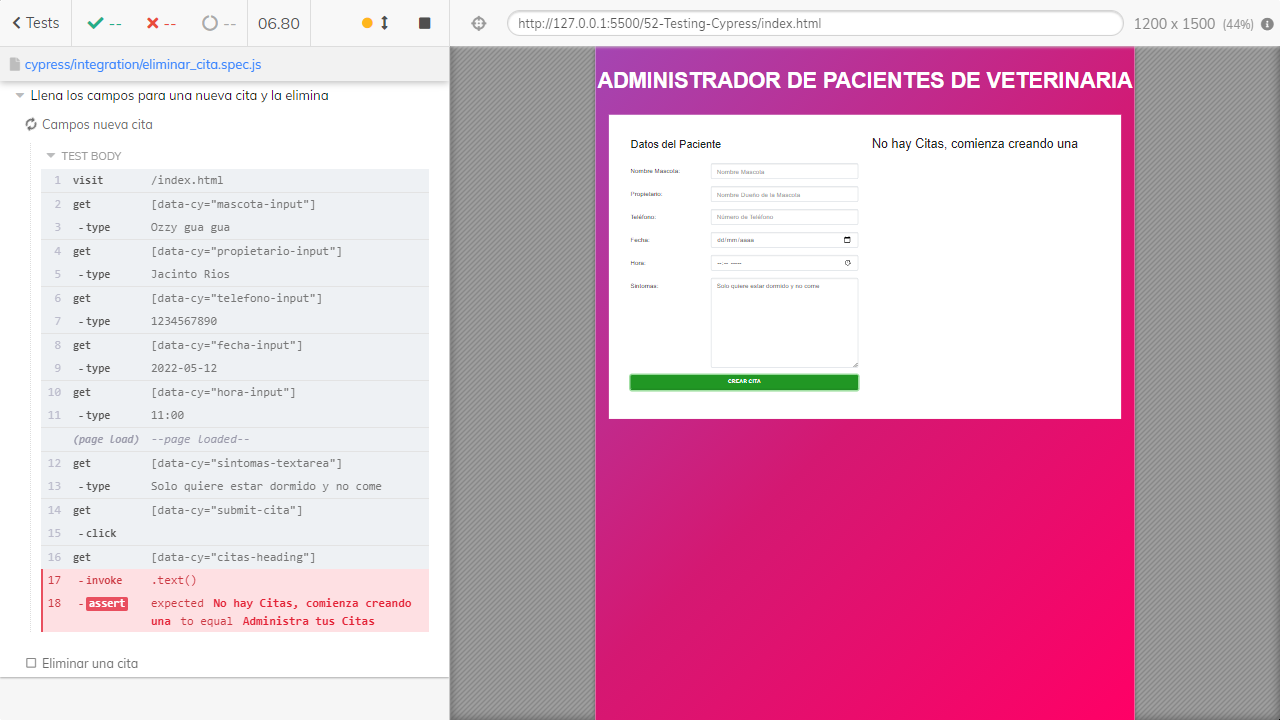 Tests
--
--
--
06.80
http://127.0.0.1:5500/52-Testing-Cypress/index.html
1200 x 1500 (44%)
cypress/integration/eliminar_cita.spec.js
Llena los campos para una nueva cita y la elimina
Campos nueva cita
TEST BODY
1 visit /index.html
2 get [data-cy="mascota-input"]
3 -type Ozzy gua gua
4 get [data-cy="propietario-input"]
5 -type Jacinto Rios
6 get [data-cy="telefono-input"]
7 -type 1234567890
8 get [data-cy="fecha-input"]
9 -type 2022-05-12
10 get [data-cy="hora-input"]
11 -type 11:00
(page load) --page loaded--
12 get [data-cy="sintomas-textarea"]
13 -type Solo quiere estar dormido y no come
14 get [data-cy="submit-cita"]
15 -click
16 get [data-cy="citas-heading"]
17 -invoke .text()
18 -assert expected No hay Citas, comienza creando
una to equal Administra tus Citas
Eliminar una cita
ADMINISTRADOR DE PACIENTES DE VETERINARIA
Datos del Paciente
Nombre Mascota: Nombre Mascota
Propietario: Nombre Dueño de la Mascota
Teléfono: Número de Teléfono
Fecha: dd/mm/aaaa
Hora: --:-- ----
Sintomas: Solo quiere estar dormido y no come
CREAR CITA
No hay Citas, comienza creando una